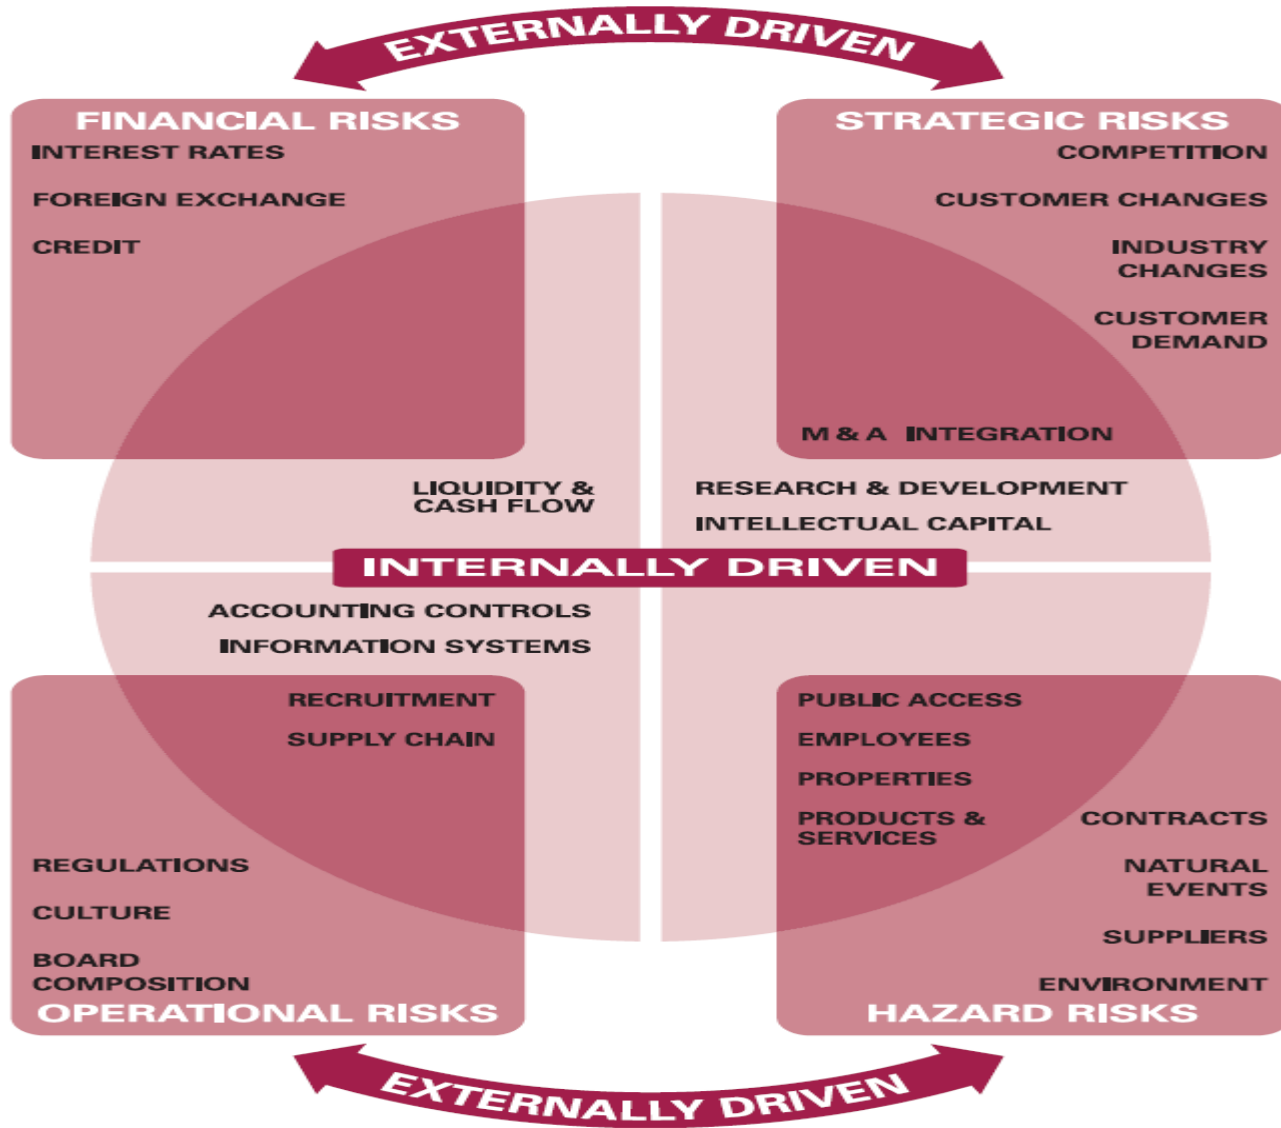 EXTERNALLY DRIVEN
FINANCIAL RISKS
INTEREST RATES
FOREIGN EXCHANGE
CREDIT
STRATEGIC RISKS
COMPETITION
CUSTOMER CHANGES
INDUSTRY
CHANGES
CUSTOMER
DEMAND
M & A INTEGRATION
LIQUIDITY &
CASH FLOW
RESEARCH & DEVELOPMENT
INTELLECTUAL CAPITAL
INTERNALLY DRIVEN
ACCOUNTING CONTROLS
INFORMATION SYSTEMS
RECRUITMENT
SUPPLY CHAIN
REGULATIONS
CULTURE
BOARD
COMPOSITION
OPERATIONAL RISKS
PUBLIC ACCESS
EMPLOYEES
PROPERTIES
PRODUCTS &
SERVICES
CONTRACTS
NATURAL
EVENTS
SUPPLIERS
ENVIRONMENT
HAZARD RISKS
EXTERNALLY DRIVEN